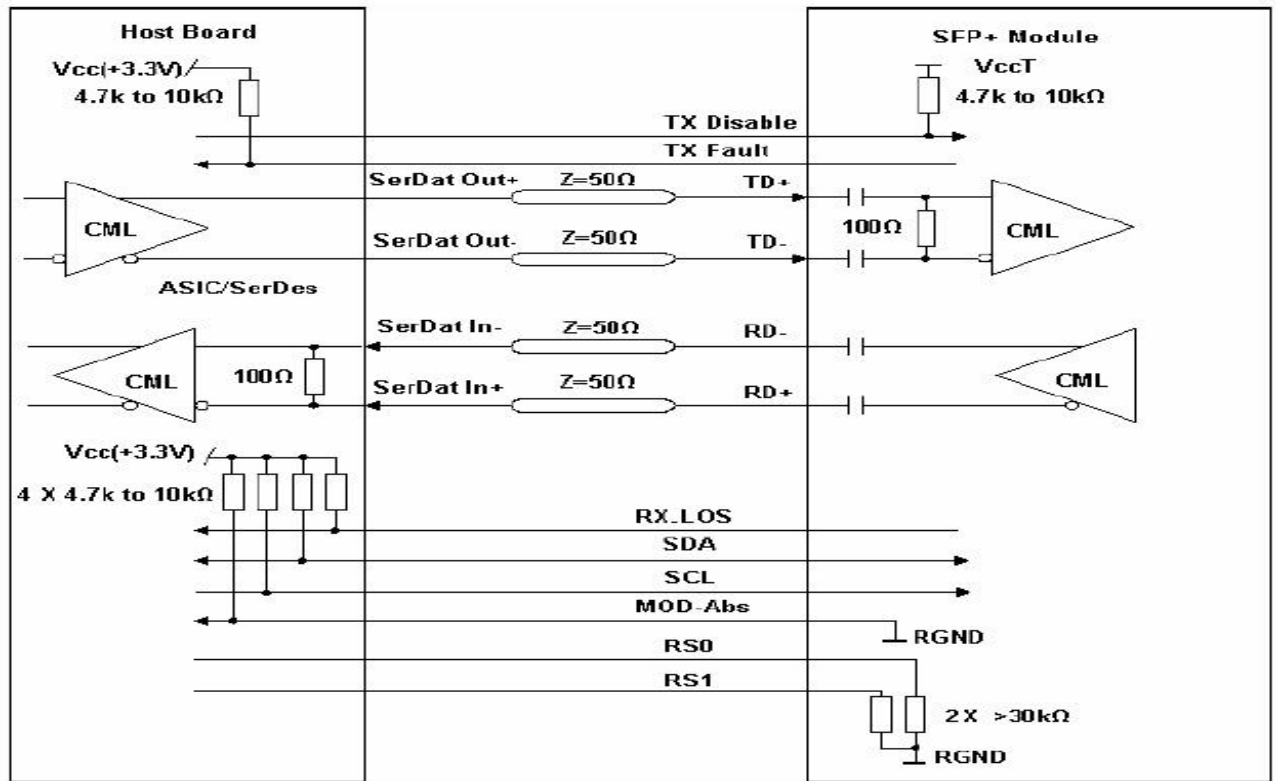 Host Board
SFP+ Module
Vcc(+3.3V)
VccT
4.7k to 10kΩ
4.7k to 10kΩ
TX Disable
TX Fault
SerDat Out+
Z=50Ω
TD+
CML
100Ω
CML
SerDat Out-
Z=50Ω
TD-
ASIC/SerDes
SerDat In-
Z=50Ω
RD-
CML
100Ω
CML
SerDat In+
Z=50Ω
RD+
Vcc(+3.3V)
4 X 4.7k to 10kΩ
RX_LOS
SDA
SCL
MOD-Abs
RGND
RS0
RS1
2X >30kΩ
RGND